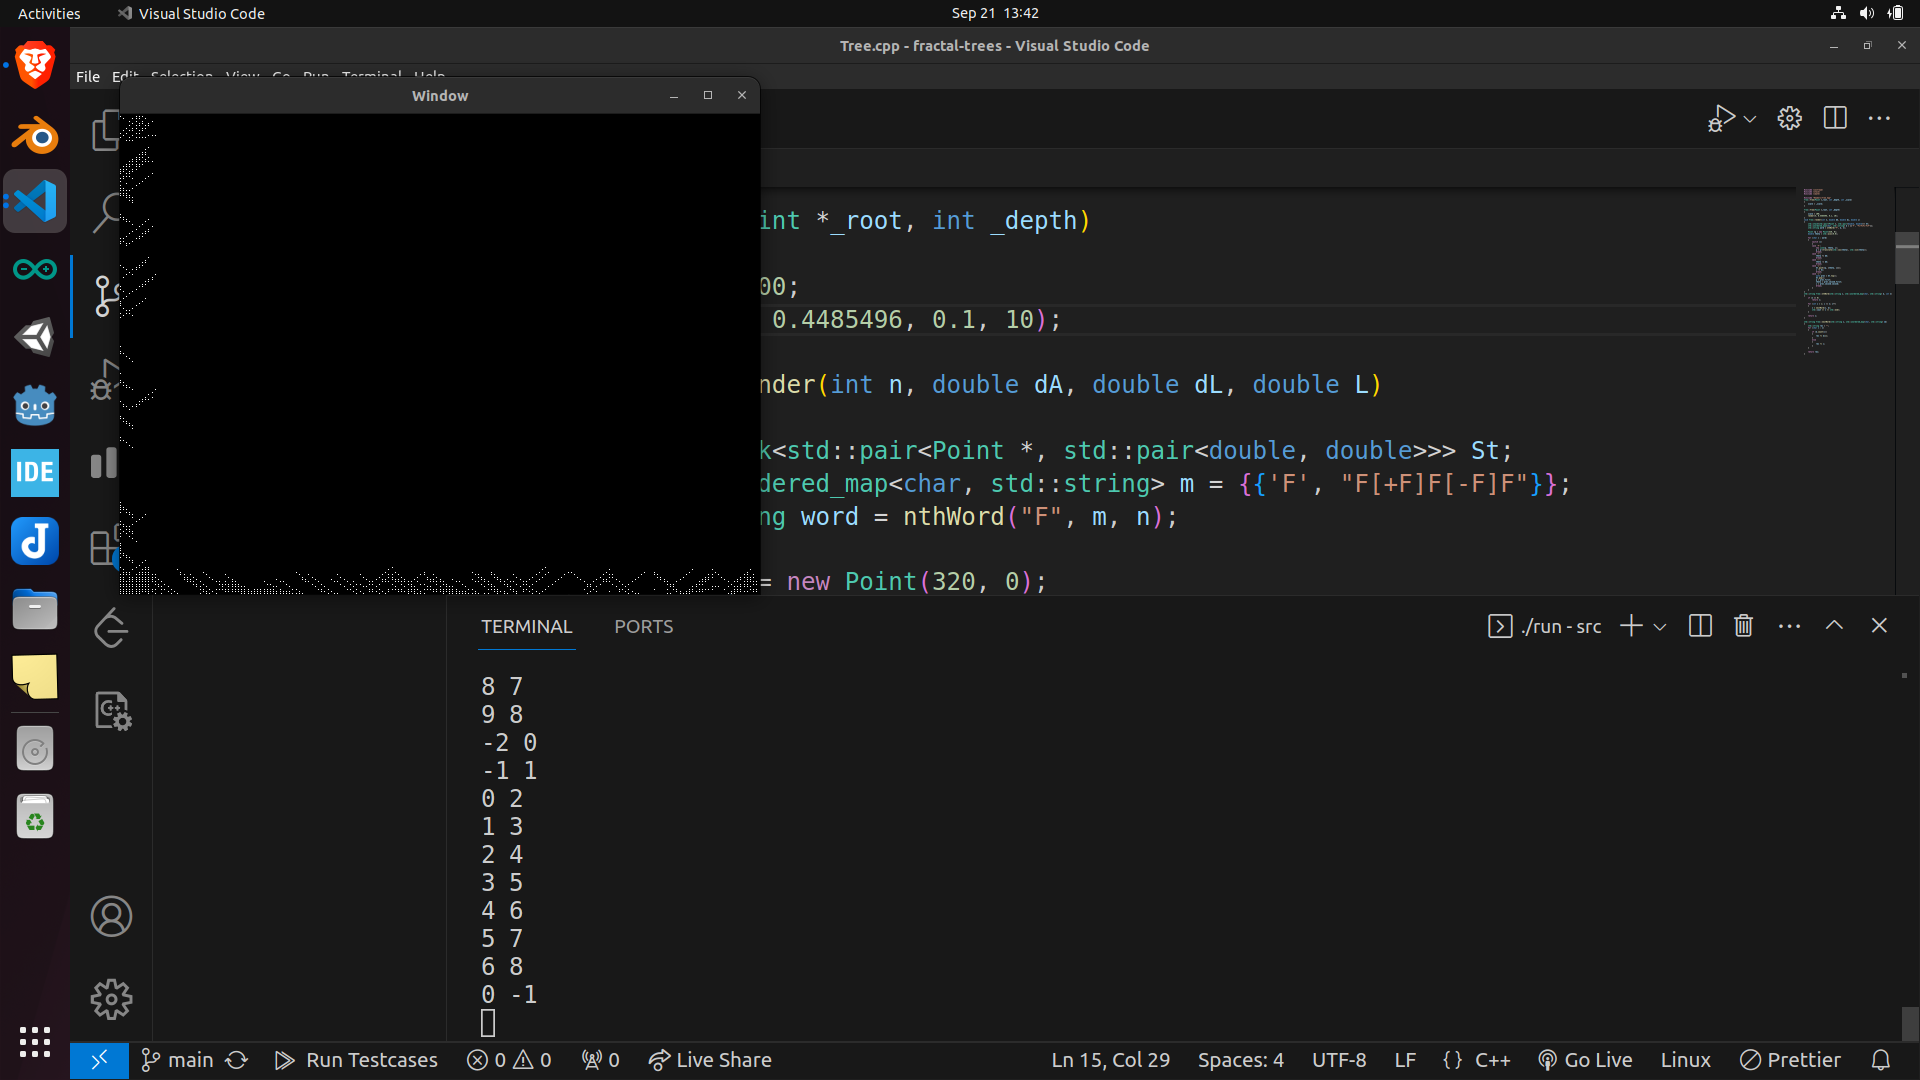 Activities
Visual Studio Code
Sep 21 13:42
Tree.cpp - fractal-trees - Visual Studio Code
File Edit Selection View Go Run Terminal Help
Window
int *_root, int _depth)
00;
0.4485496, 0.1, 10);
nder(int n, double dA, double dL, double L)
k<std::pair<Point *, std::pair<double, double>>> St;
dered_map<char, std::string> m = {{'F', "F[+F]F[-F]F"}};
ng word = nthWord("F", m, n);
= new Point(320, 0);
IDE
TERMINAL
PORTS
./run - src
8 7
9 8
-2 0
-1 1
0 2
1 3
2 4
3 5
4 6
5 7
6 8
0 -1
main
Run Testcases
0
0
0
Live Share
Ln 15, Col 29
Spaces: 4
UTF-8
LF
{} C++
Go Live
Linux
Prettier